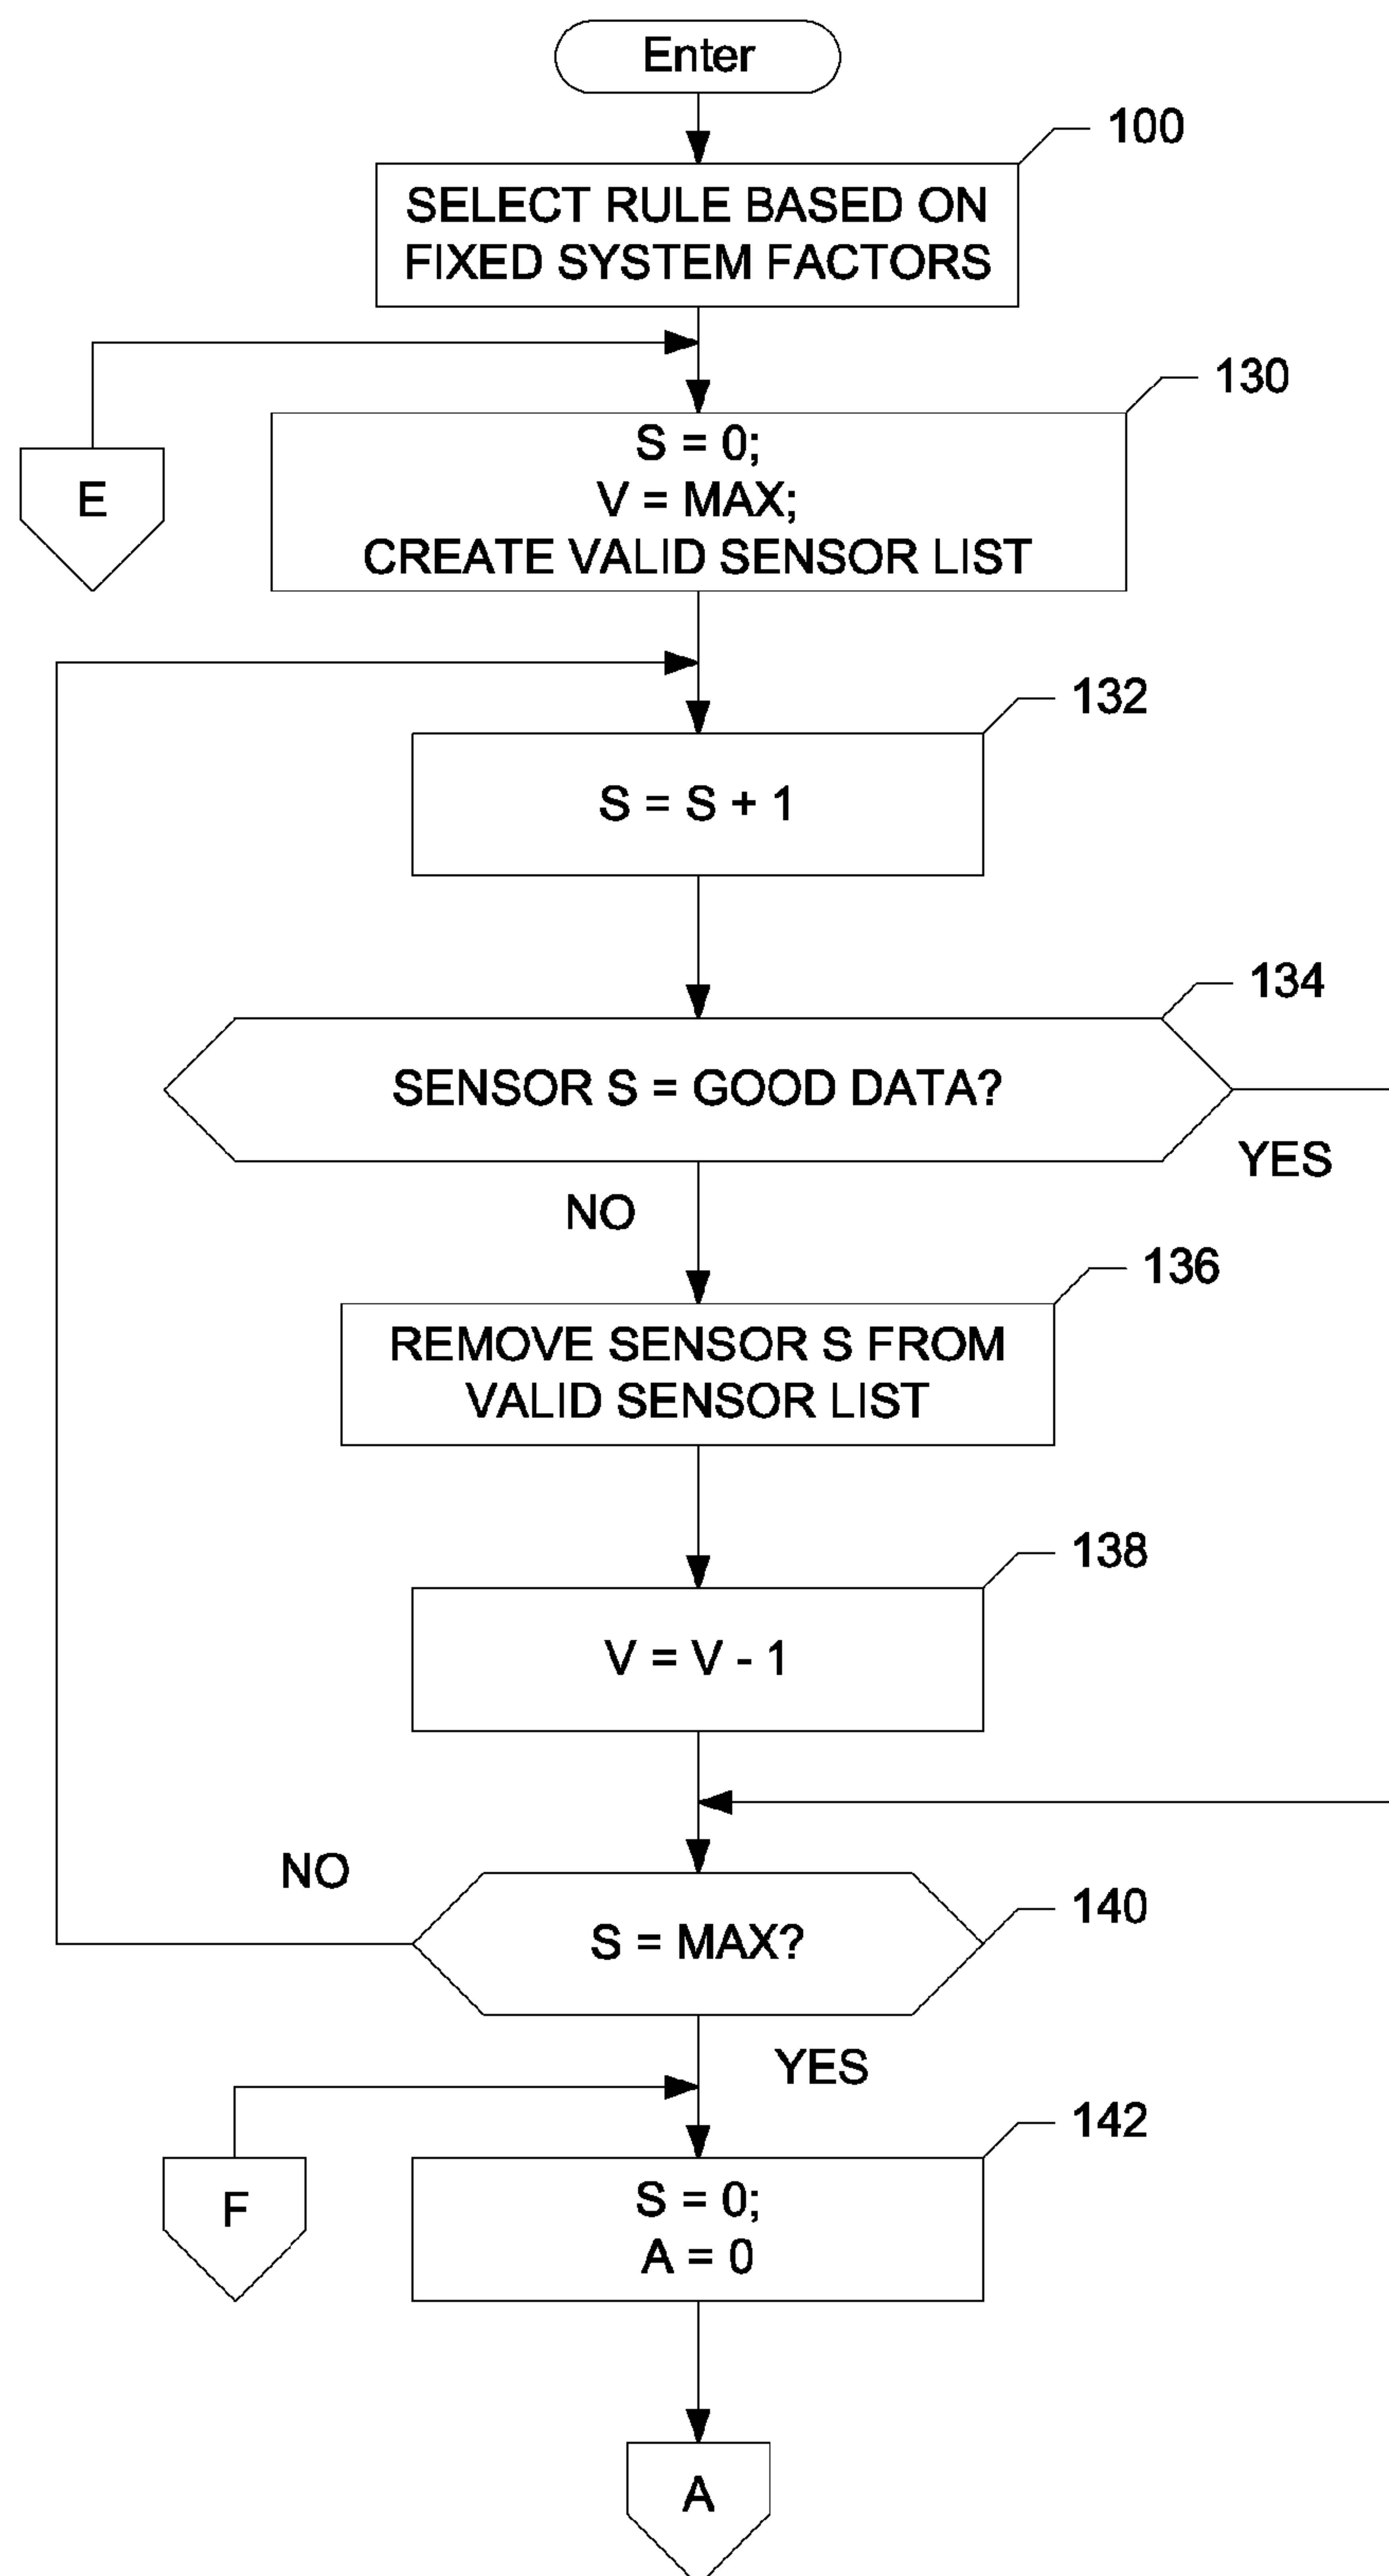 Enter
100
SELECT RULE BASED ON
FIXED SYSTEM FACTORS
130
S = 0;
V = MAX;
CREATE VALID SENSOR LIST
E
132
S = S + 1
134
SENSOR S = GOOD DATA?
YES
NO
136
REMOVE SENSOR S FROM
VALID SENSOR LIST
138
V = V - 1
NO
140
S = MAX?
YES
142
S = 0;
A = 0
F
A